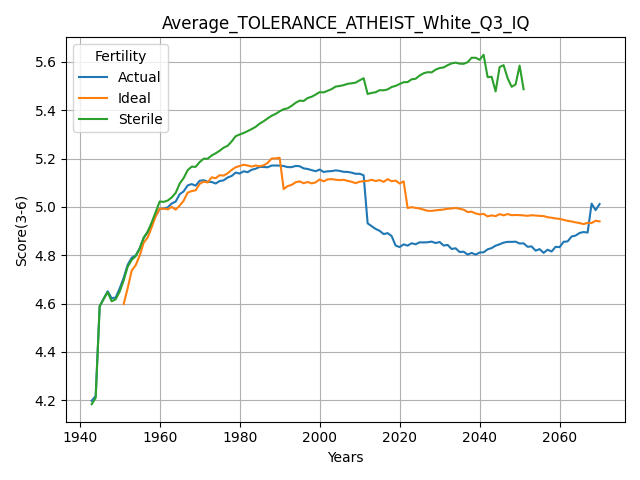 Average_TOLERANCE_ATHEIST_White_Q3_IQ
Fertility
Actual
Ideal
Sterile
Score(3-6)
5.6
5.4
5.2
5.0
4.8
4.6
4.4
4.2
1940 1960 1980 2000 2020 2040 2060
Years